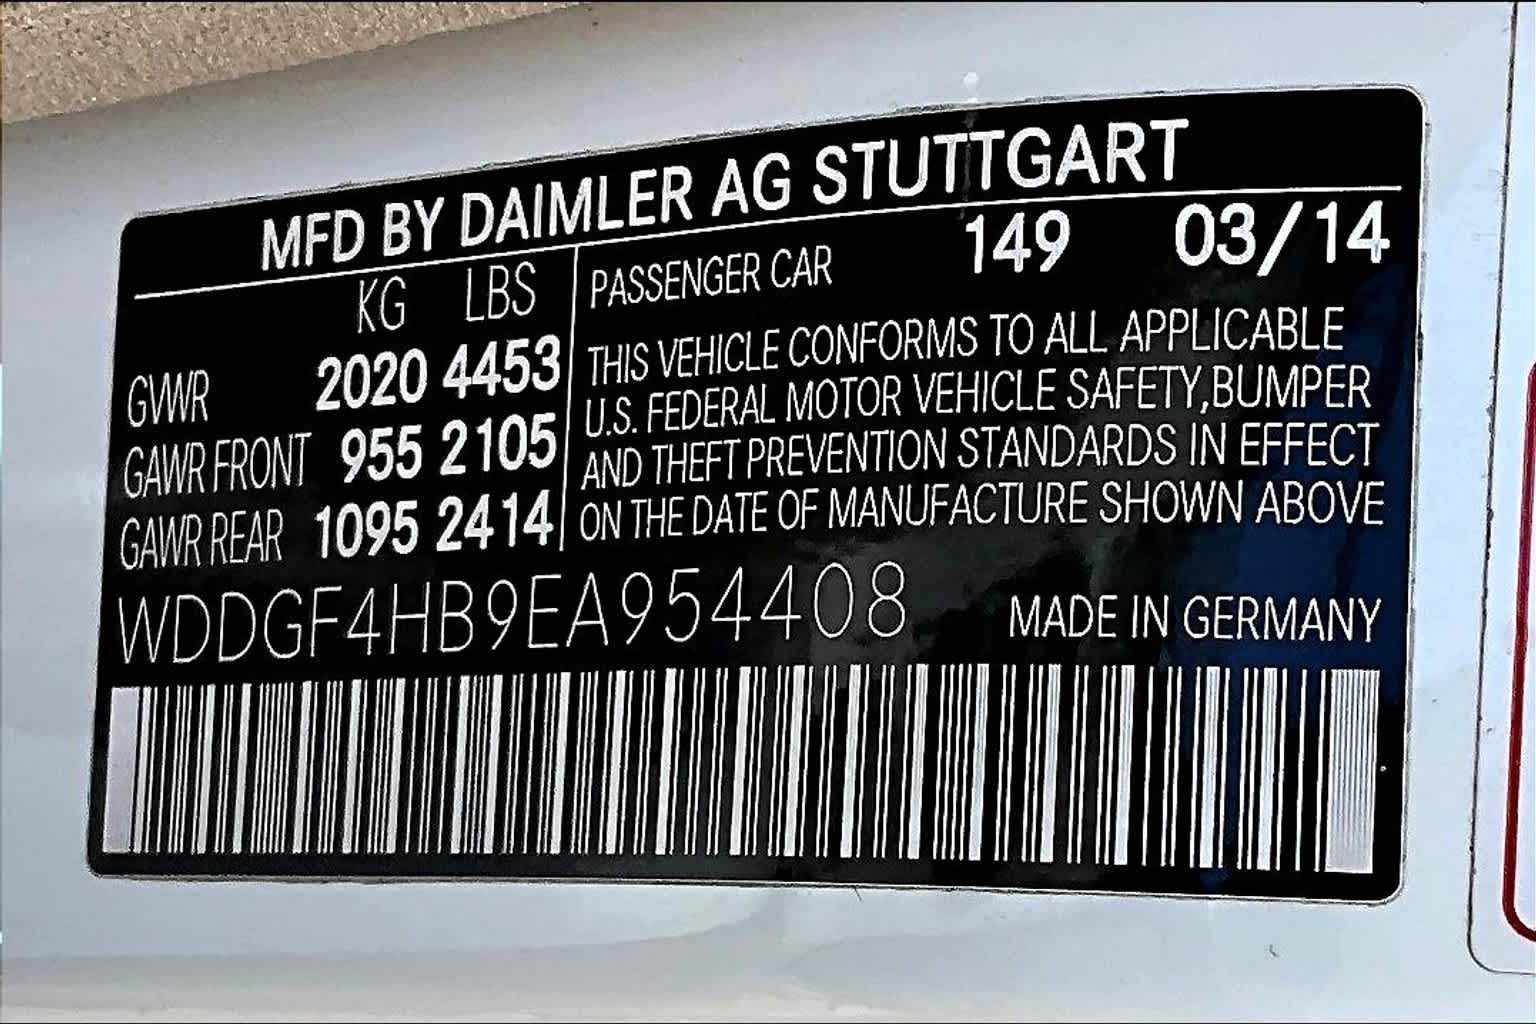 MFD BY DAIMLER AG STUTTGART
KG LBS
GVWR 2020 4453
GAWR FRONT 955 2105
GAWR REAR 1095 2414
PASSENGER CAR 149 03/14
THIS VEHICLE CONFORMS TO ALL APPLICABLE
U.S. FEDERAL MOTOR VEHICLE SAFETY,BUMPER
AND THEFT PREVENTION STANDARDS IN EFFECT
ON THE DATE OF MANUFACTURE SHOWN ABOVE
WDDGF4HB9EA954408
MADE IN GERMANY